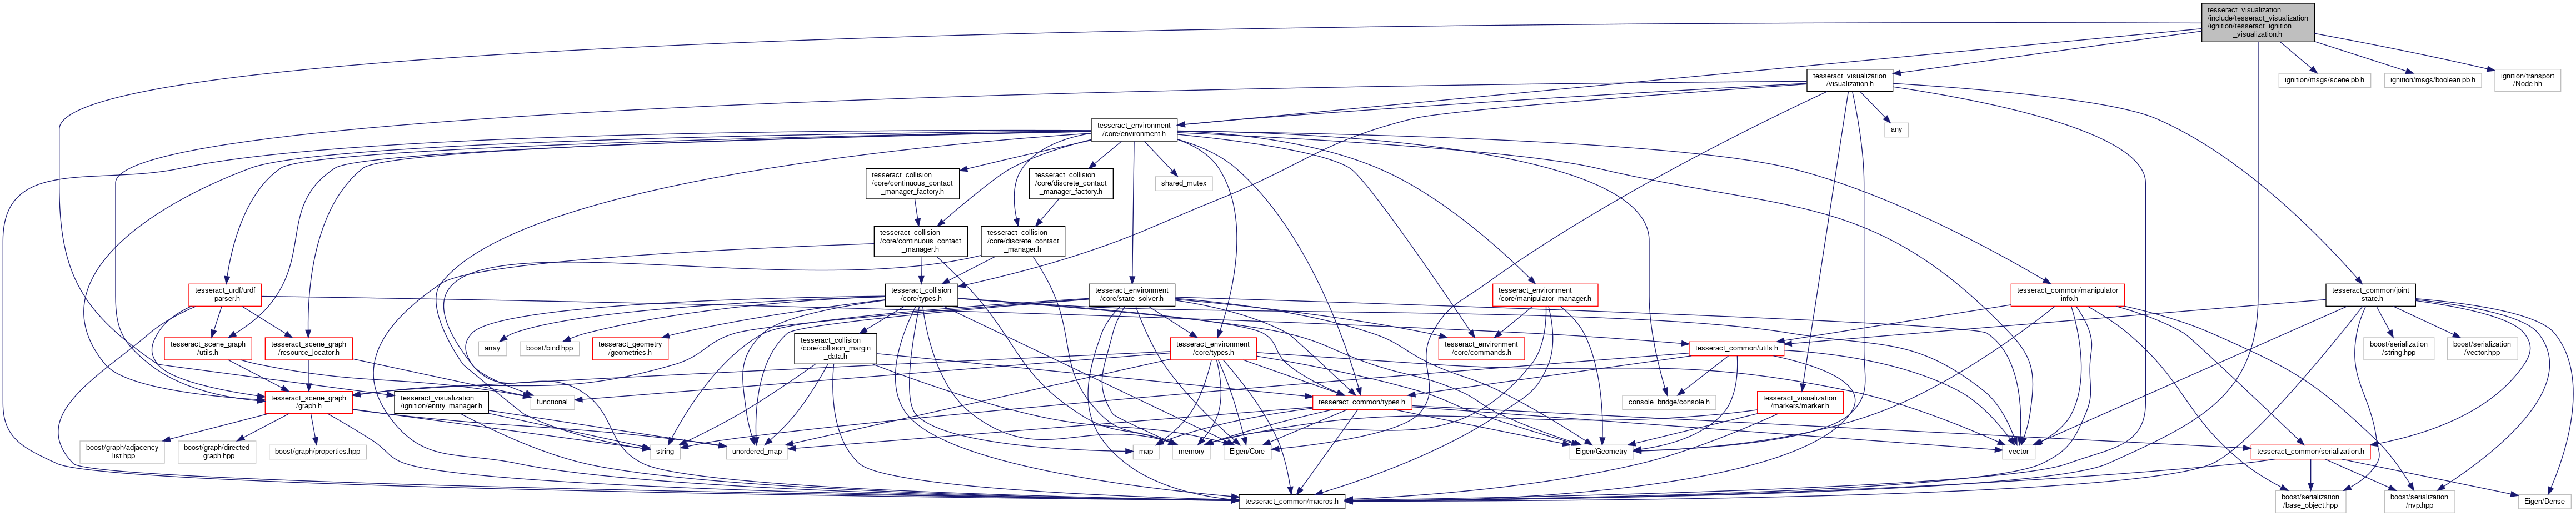 tesseract_visualization
/include/tesseract_visualization
/ignition/tesseract_ignition
_visualization.h
tesseract_visualization
/visualization.h
ignition/msgs/scene.pb.h
ignition/msgs/boolean.pb.h
ignition/transport
/Node.hh
tesseract_environment
/core/environment.h
any
tesseract_collision
/core/continuous_contact
_manager_factory.h
tesseract_collision
/core/discrete_contact
_manager_factory.h
shared_mutex
tesseract_collision
/core/continuous_contact
_manager.h
tesseract_collision
/core/discrete_contact
_manager.h
tesseract_urdf/urdf
_parser.h
tesseract_collision
/core/types.h
tesseract_environment
/core/state_solver.h
tesseract_environment
/core/manipulator_manager.h
tesseract_common/manipulator
_info.h
tesseract_common/joint
_state.h
tesseract_scene_graph
/utils.h
tesseract_scene_graph
/resource_locator.h
array
boost/bind.hpp
tesseract_geometry
/geometries.h
tesseract_collision
/core/collision_margin
_data.h
tesseract_environment
/core/types.h
tesseract_environment
/core/commands.h
tesseract_common/utils.h
boost/serialization
/string.hpp
boost/serialization
/vector.hpp
tesseract_scene_graph
/graph.h
tesseract_visualization
/ignition/entity_manager.h
functional
tesseract_common/types.h
console_bridge/console.h
tesseract_visualization
/markers/marker.h
boost/graph/adjacency
_list.hpp
boost/graph/directed
_graph.hpp
boost/graph/properties.hpp
string
unordered_map
map
memory
Eigen/Core
Eigen/Geometry
vector
tesseract_common/serialization.h
tesseract_common/macros.h
boost/serialization
/base_object.hpp
boost/serialization
/nvp.hpp
Eigen/Dense